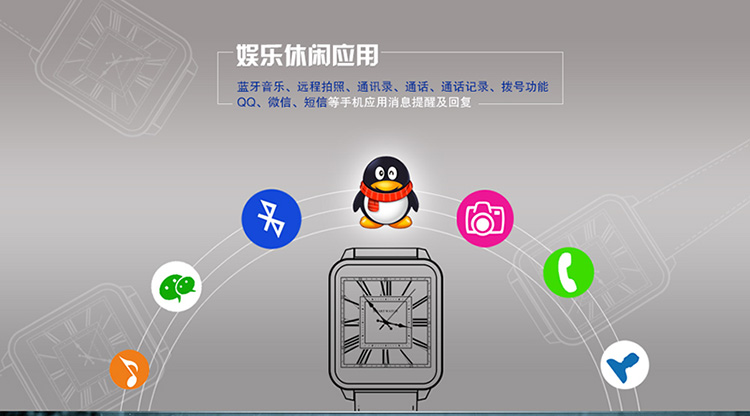 娱乐休闲应用
蓝牙音乐、远程拍照、通讯录、通话、通话记录、拨号功能
QQ、微信、短信等手机应用消息提醒及回复